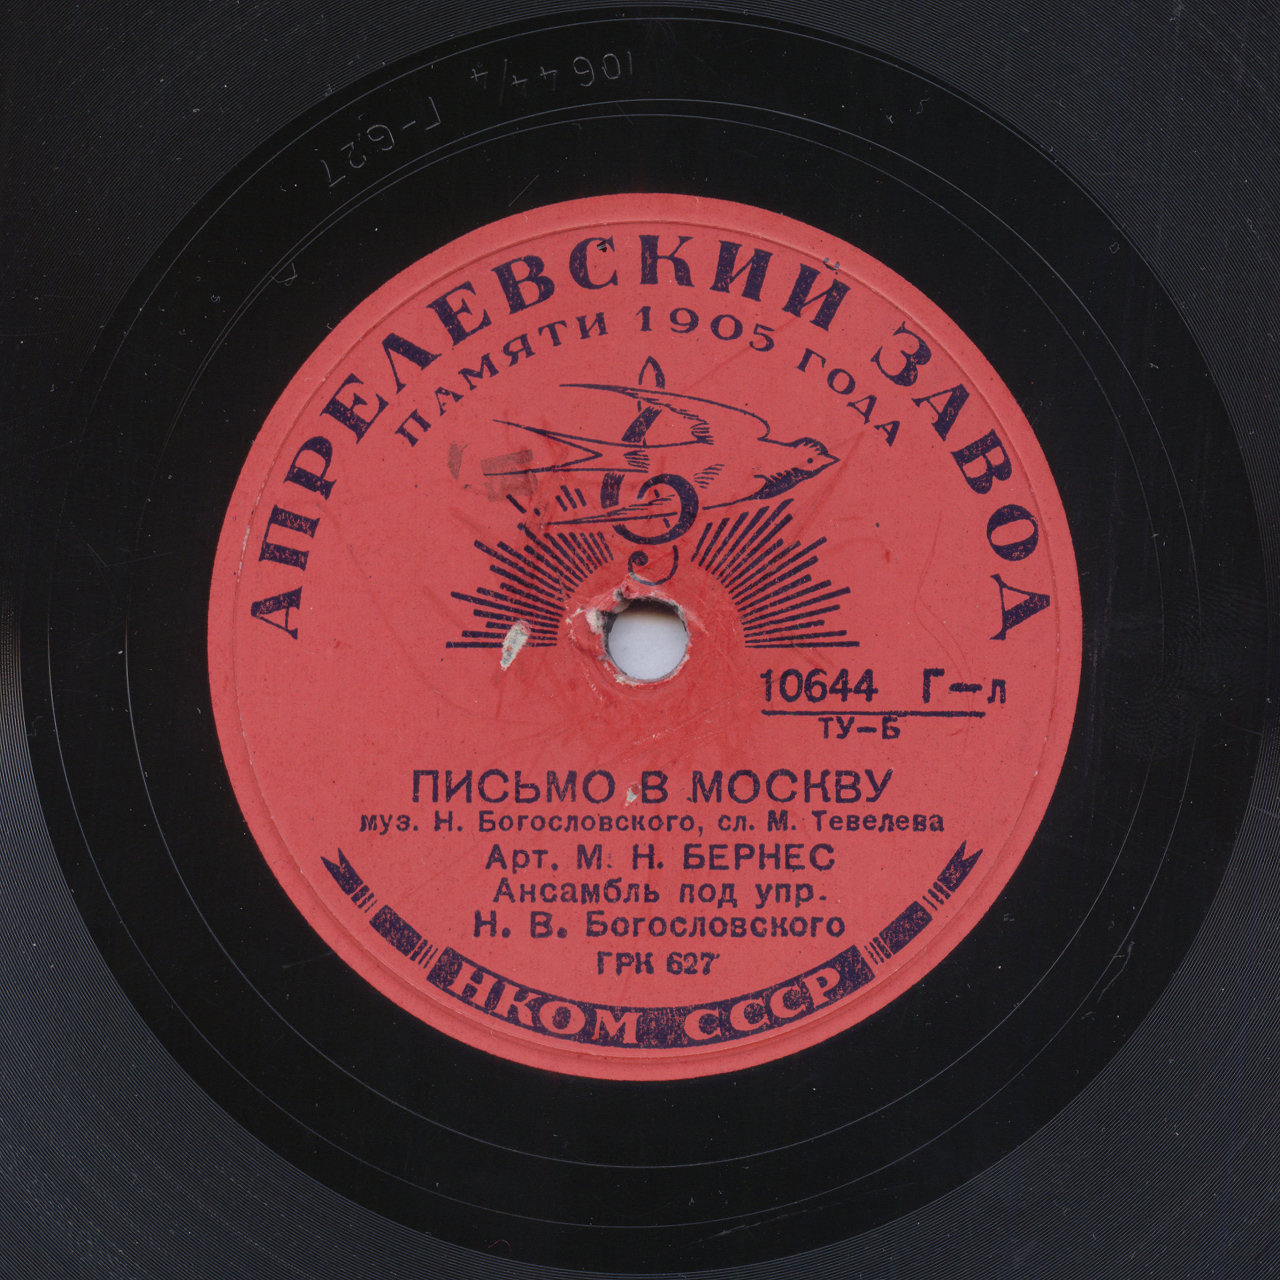 10644/4 Г-627
АПРЕЛЕВСКИЙ ЗАВОД
ПАМЯТИ 1905 ГОДА
10644 Г-л
ТУ-Б
ПИСЬМО В МОСКВУ
муз. Н. Богословского, сл. М. Тевелева
Арт. М. Н. БЕРНЕС
Ансамбль под упр.
Н. В. Богословского
ГРК 627
НКОМ СССР